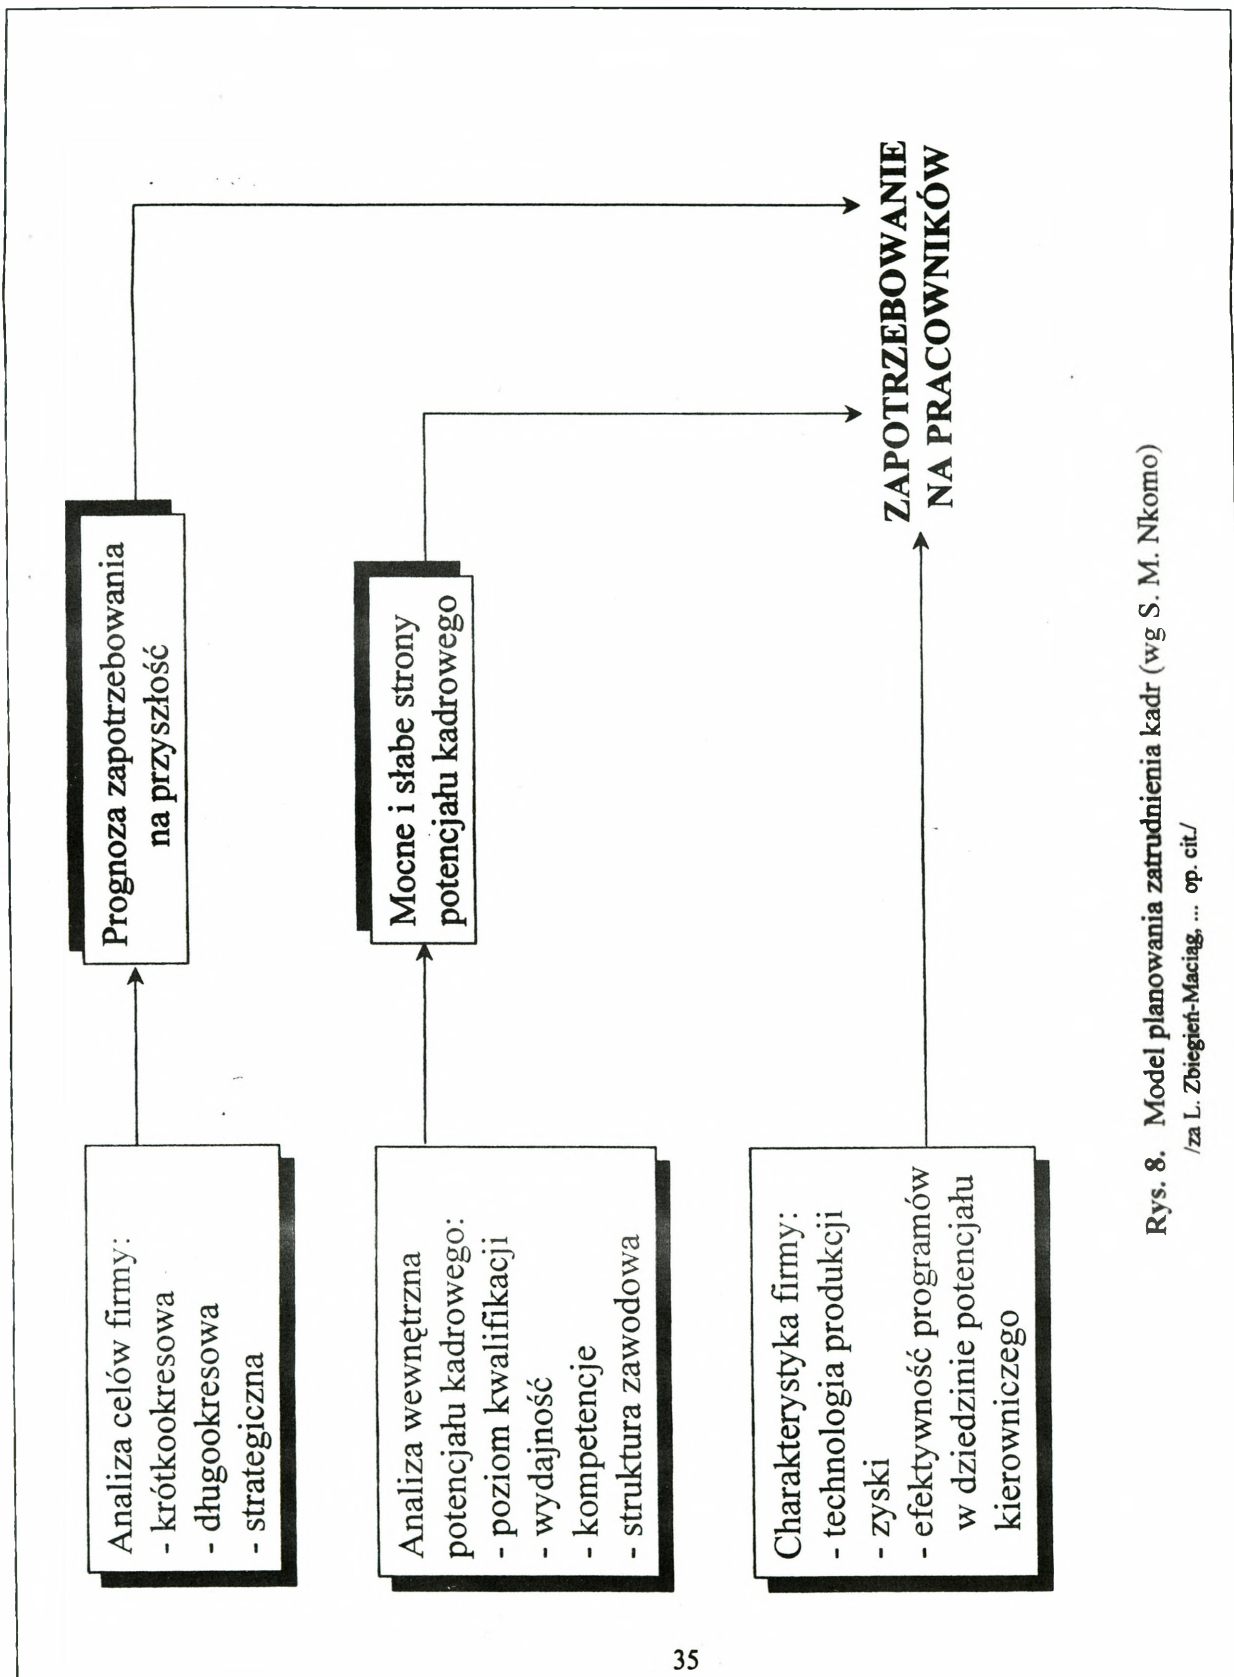 Analiza celów firmy:
- krótkookresowa
- długookresowa
- strategiczna
Prognoza zapotrzebowania
na przyszłość
Analiza wewnętrzna
potencjału kadrowego:
- poziom kwalifikacji
- wydajność
- kompetencje
- struktura zawodowa
Mocne i słabe strony
potencjału kadrowego
Charakterystyka firmy:
- technologia produkcji
- zyski
- efektywność programów
w dziedzinie potencjału
kierowniczego
ZAPOTRZEBOWANIE
NA PRACOWNIKÓW
Rys. 8. Model planowania zatrudnienia kadr (wg S. M. Nkomo)
/za L. Zbiegień-Maciąg, ... op. cit./
35